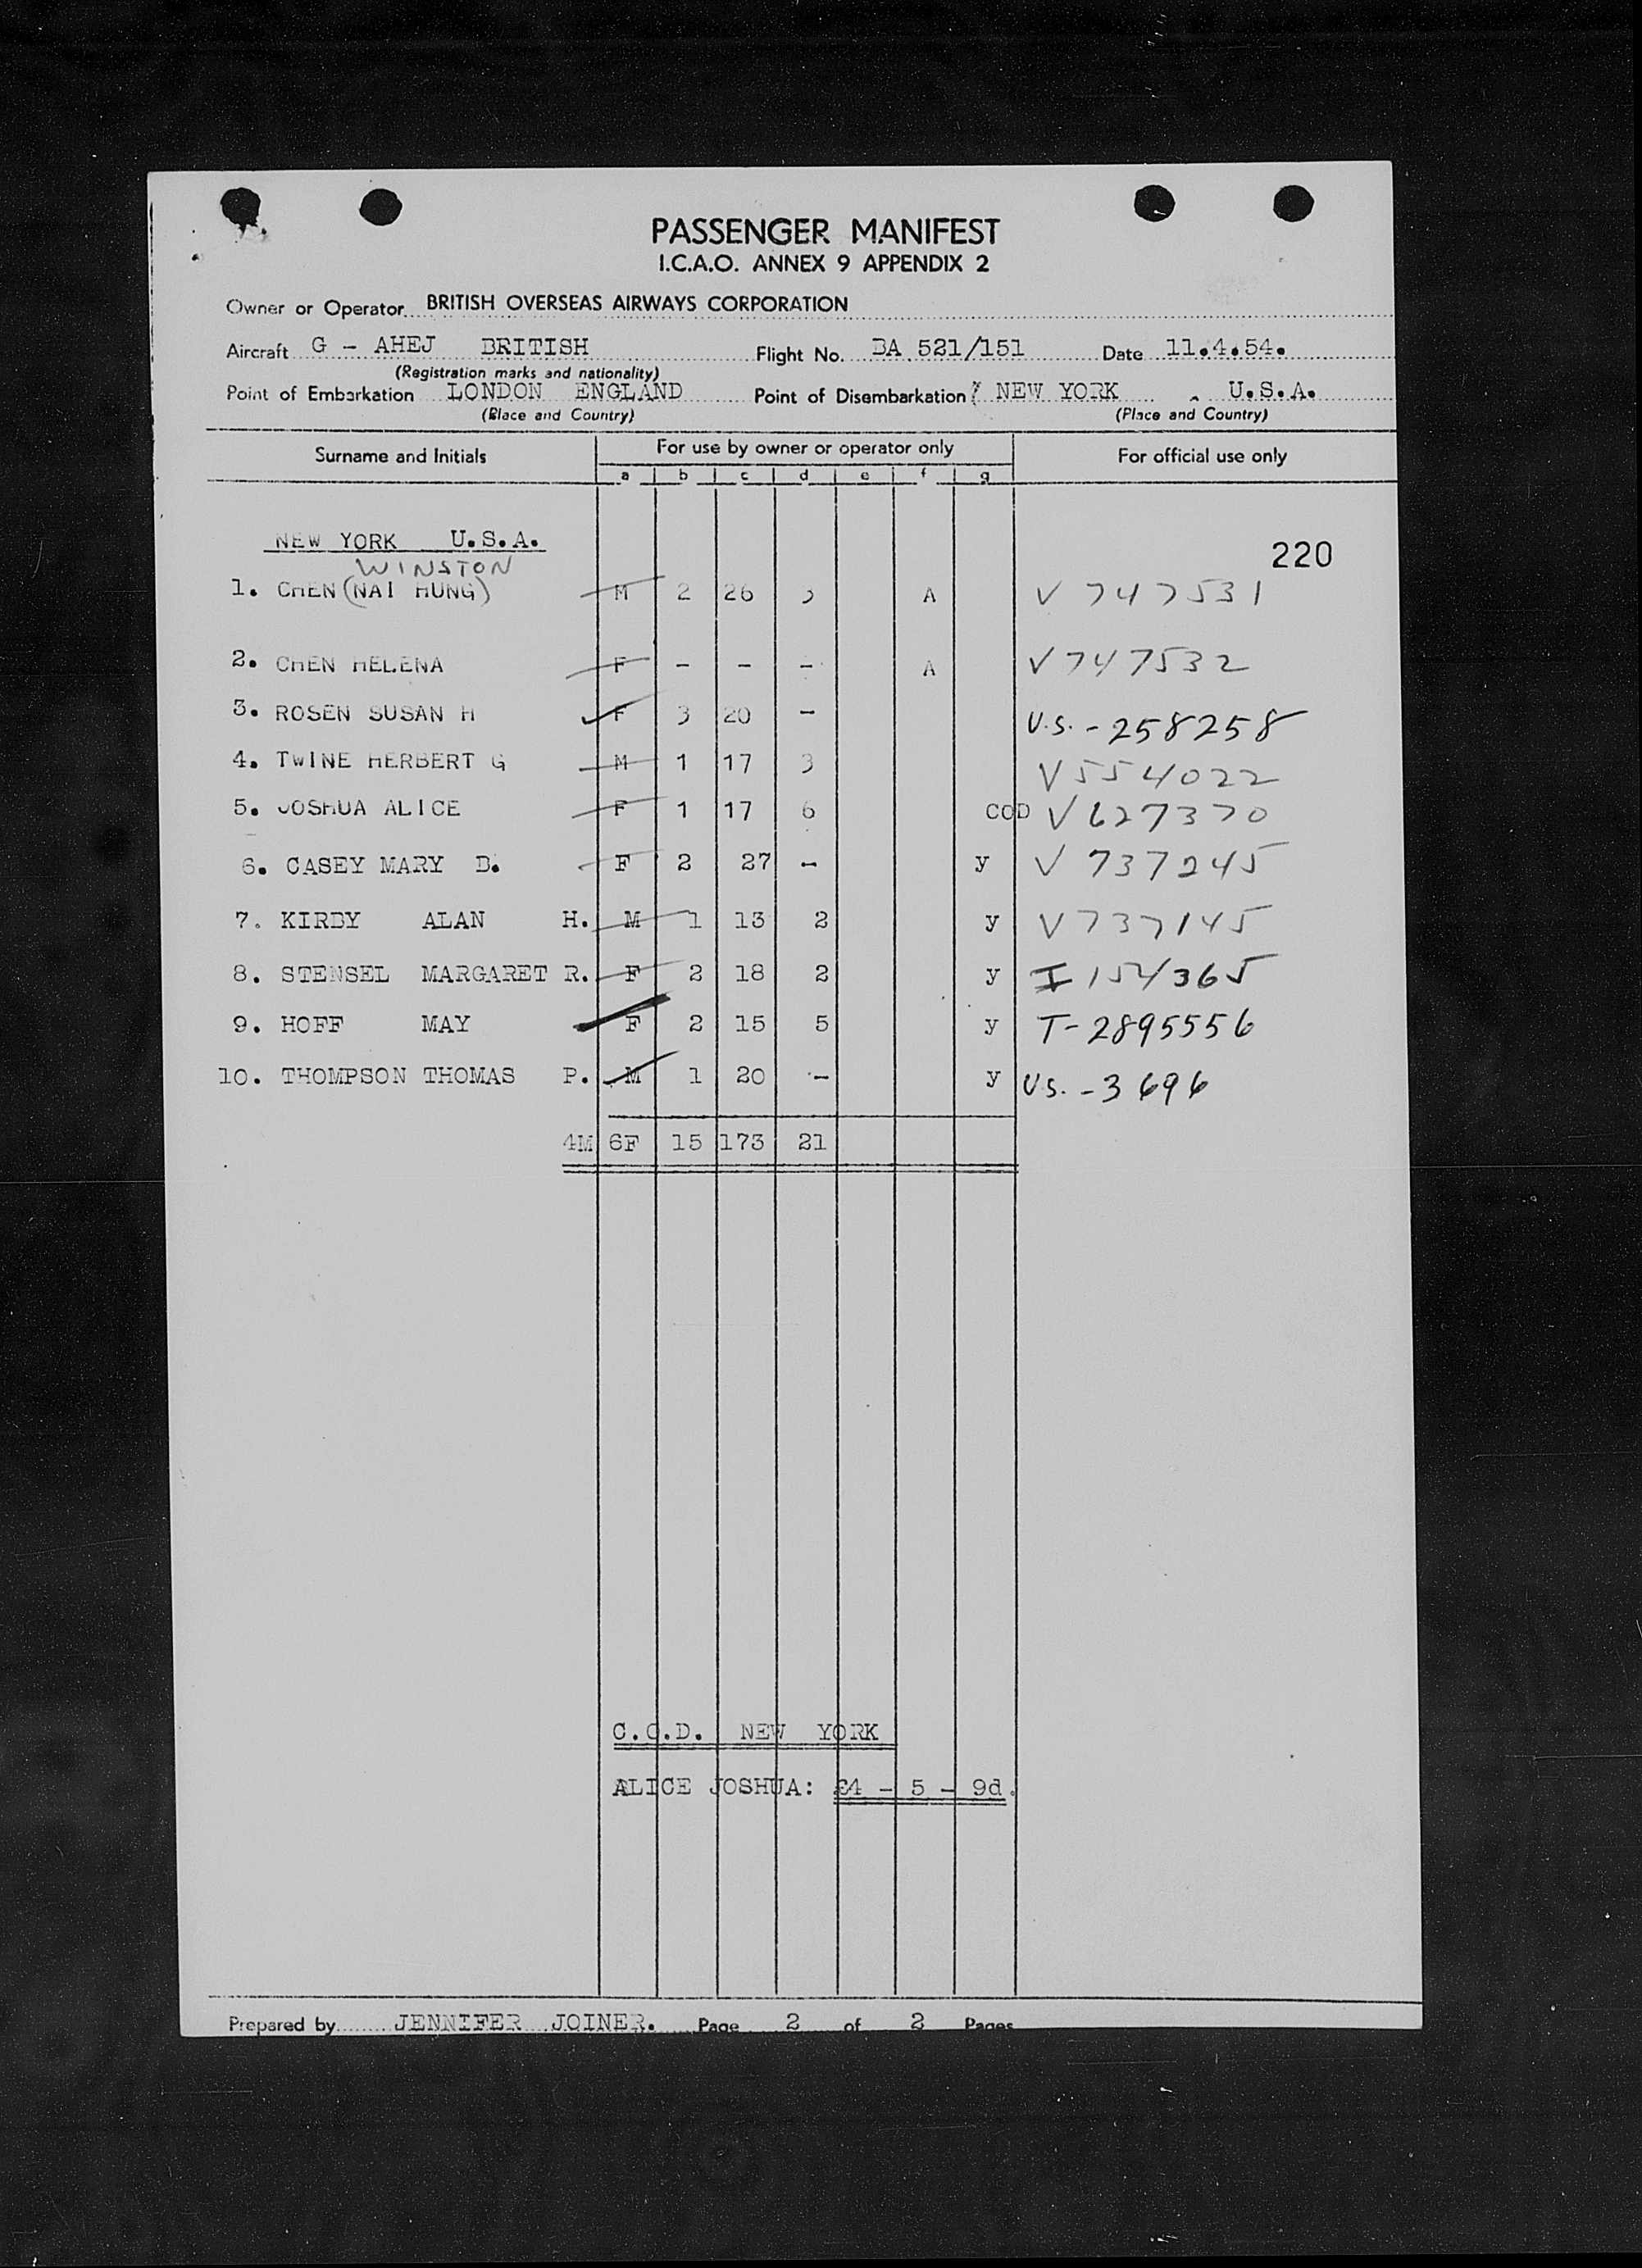 PASSENGER MANIFEST
I.C.A.O. ANNEX 9 APPENDIX 2
Owner or Operator BRITISH OVERSEAS AIRWAYS CORPORATION
Aircraft G - AHEJ BRITISH Flight No. BA 521/151 Date 11.4.54.
(Registration marks and nationality)
Point of Embarkation LONDON ENGLAND Point of Disembarkation NEW YORK U.S.A.
(Place and Country) (Place and Country)
Surname and Initials For use by owner or operator only For official use only
a b c d e f g
NEW YORK U.S.A. 220
WINSTON
1. CHEN (NAI HUNG) M 2 26 A V 747531
2. CHEN HELENA F - - - A V747532
3. ROSEN SUSAN H F 3 20 - U.S. - 258258
4. TWINE HERBERT G M 1 17 3 V554022
5. JOSHUA ALICE F 1 17 6 COD V627370
6. CASEY MARY D. F 2 27 - y V 737245
7. KIRBY ALAN H. M 1 13 2 y V737145
8. STENSEL MARGARET R. F 2 18 2 y I 154365
9. HOFF MAY F 2 15 5 y T-2895556
10. THOMPSON THOMAS P. M 1 20 - y U.S. - 3696
4M 6F 15 173 21
C.O.D. NEW YORK
ALICE JOSHUA: £4 - 5 - 9d.
Prepared by JENNIFER JOINER. Page 2 of 2 Pages